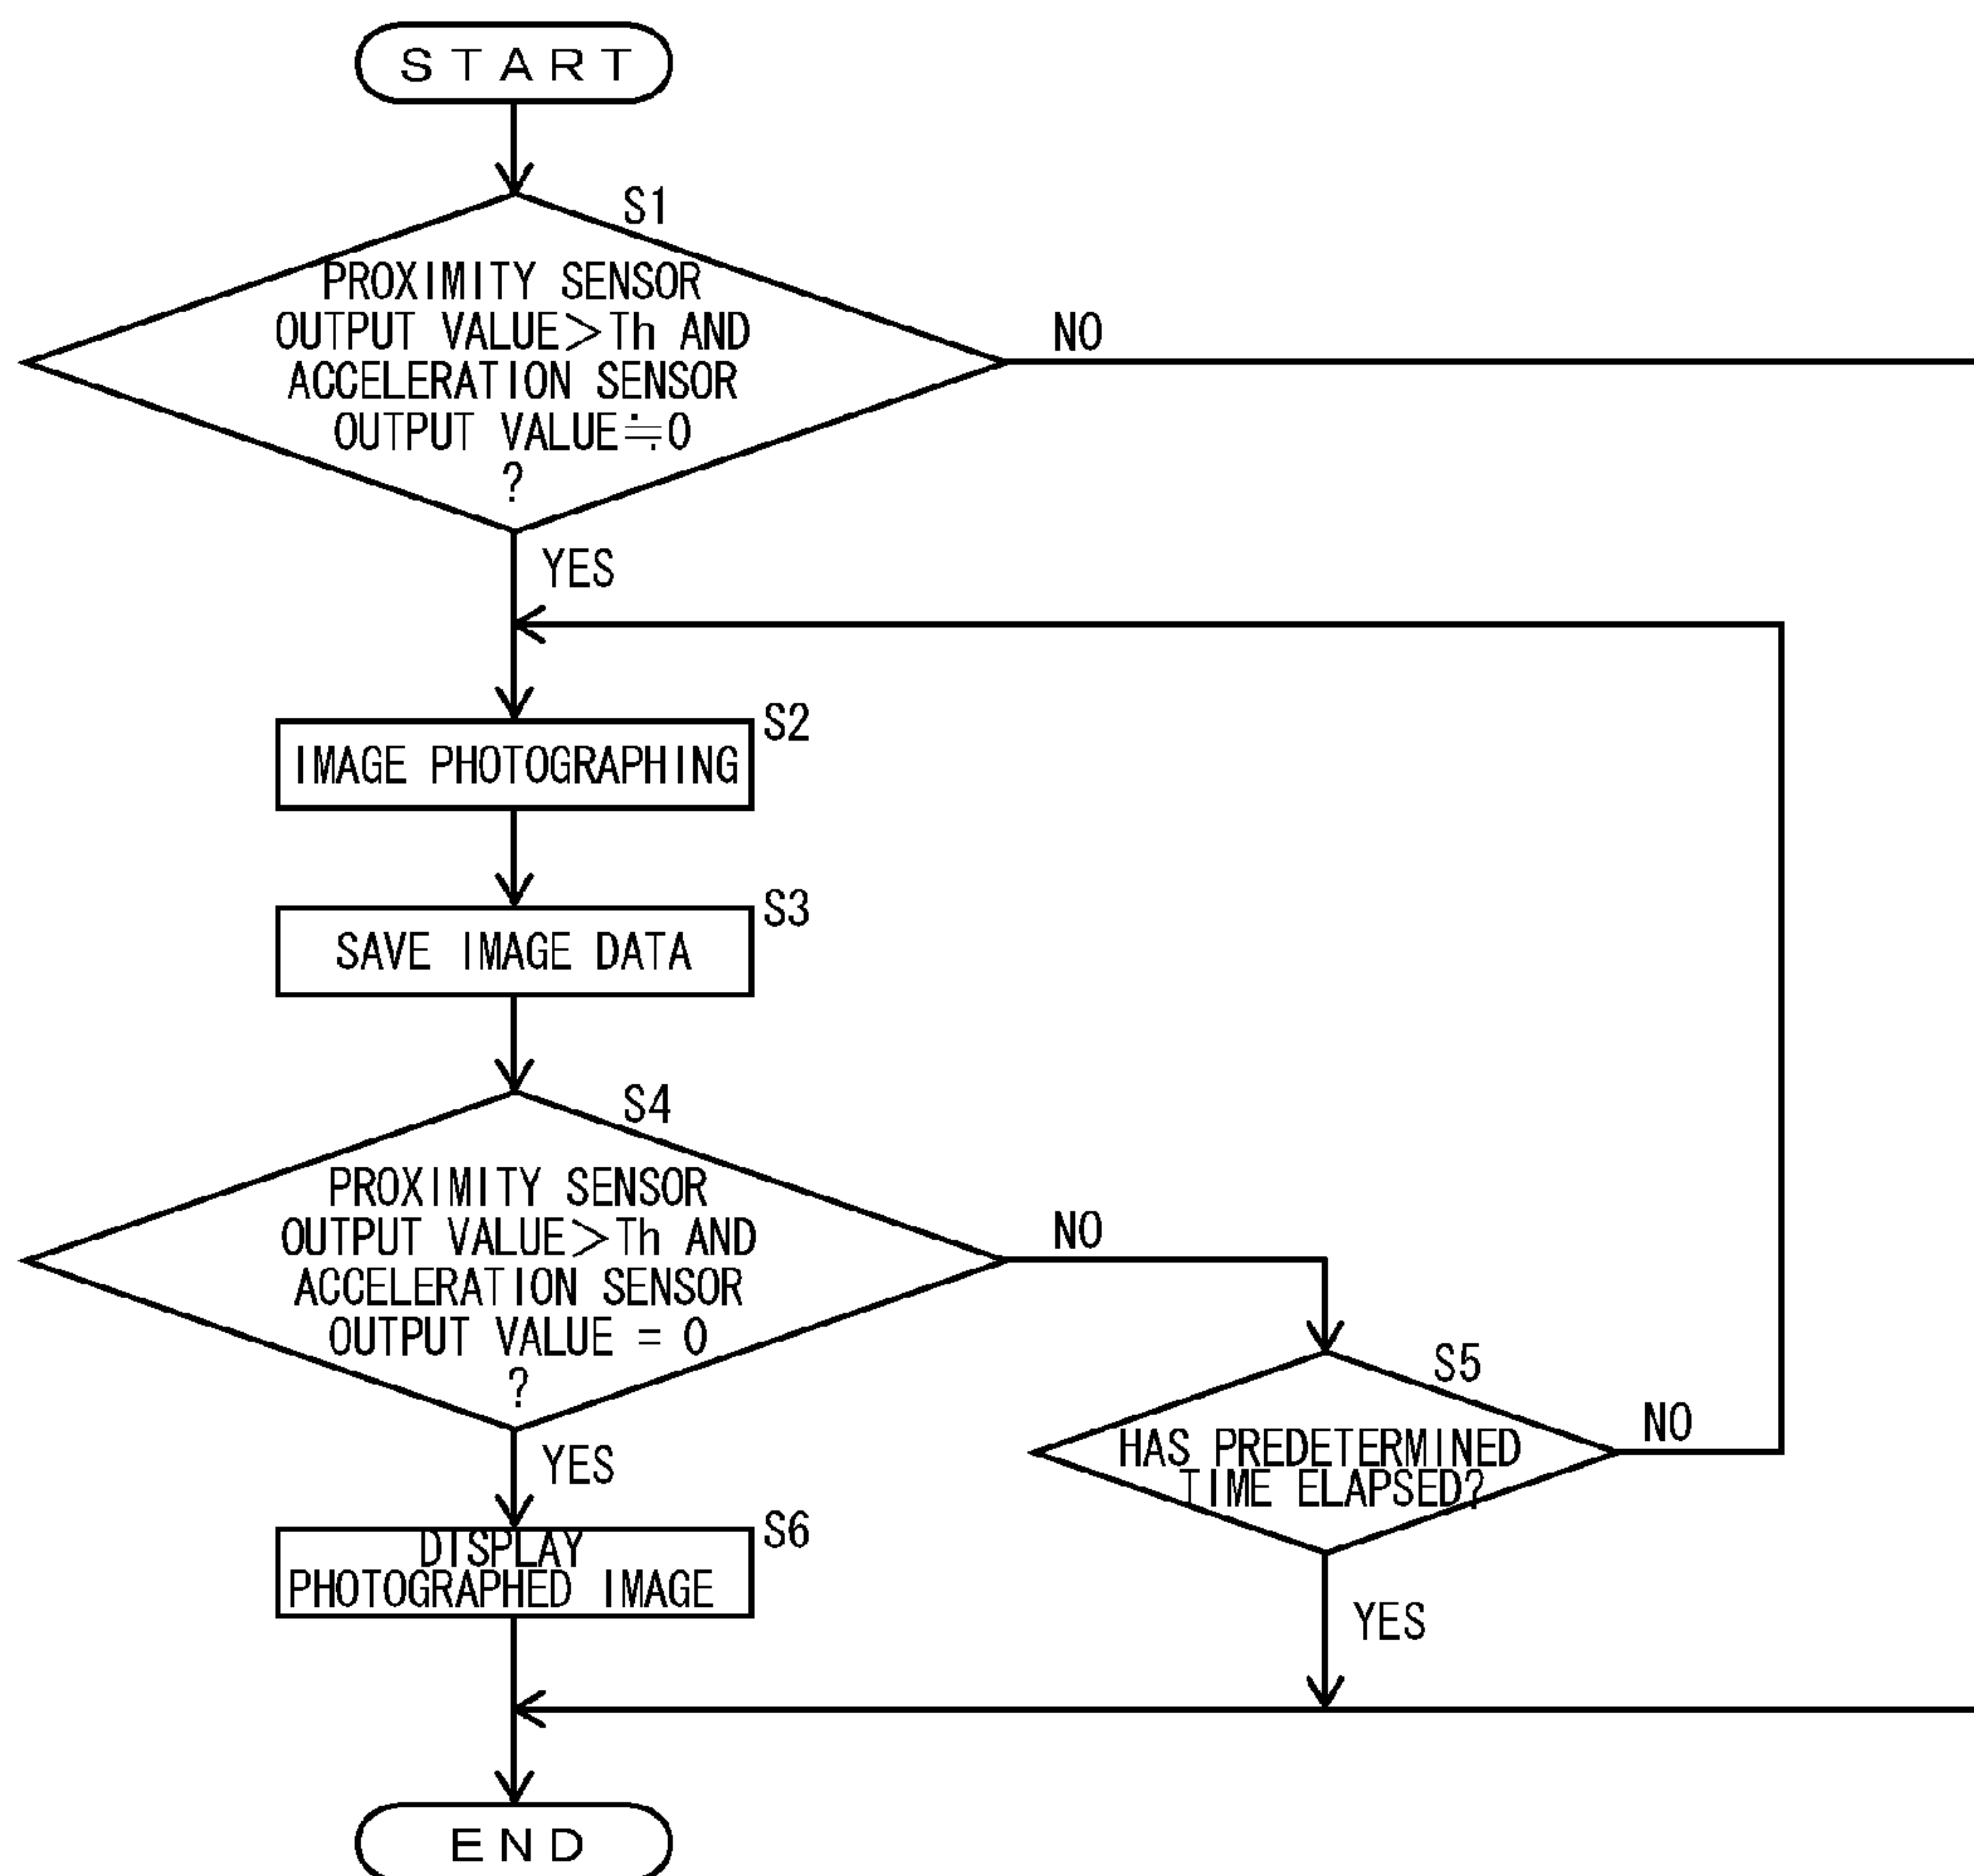 START
S1
PROXIMITY SENSOR
OUTPUT VALUE>Th AND
ACCELERATION SENSOR
OUTPUT VALUE≒0
?
NO
YES
S2
IMAGE PHOTOGRAPHING
S3
SAVE IMAGE DATA
S4
PROXIMITY SENSOR
OUTPUT VALUE>Th AND
ACCELERATION SENSOR
OUTPUT VALUE = 0
?
NO
YES
S5
HAS PREDETERMINED
TIME ELAPSED?
NO
YES
S6
DISPLAY
PHOTOGRAPHED IMAGE
END